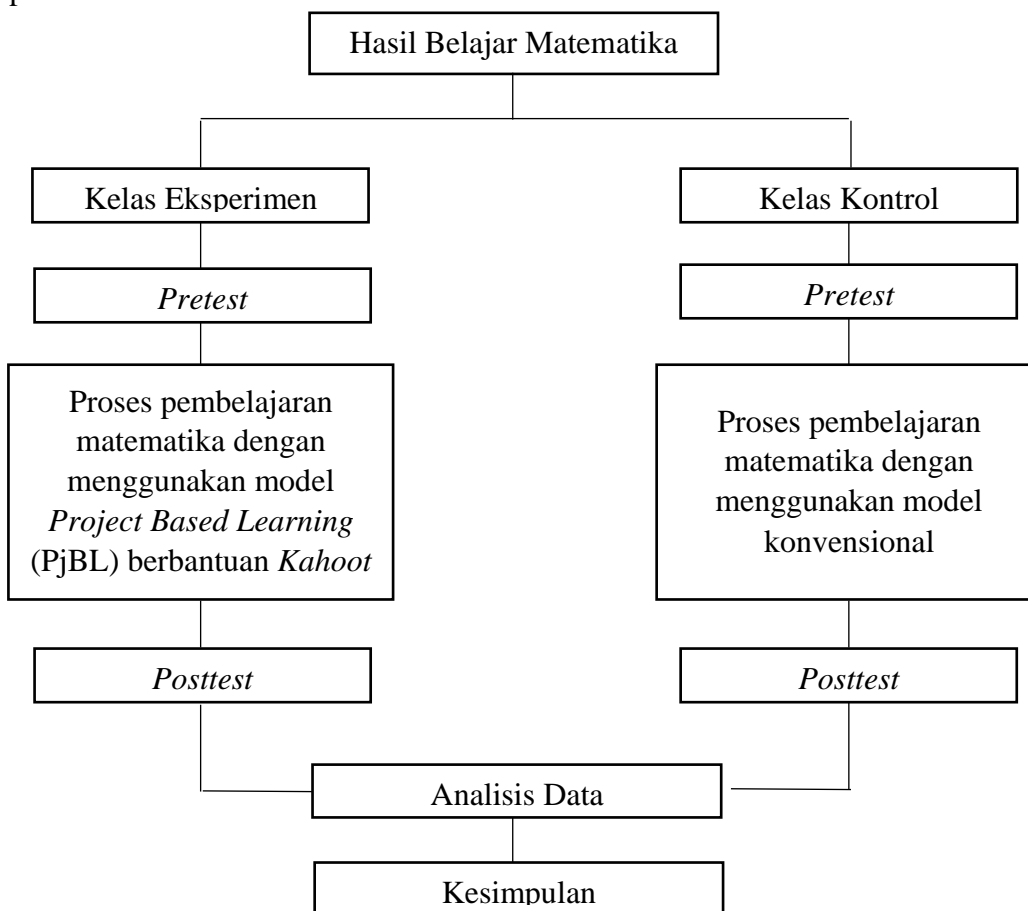 Hasil Belajar Matematika
Kelas Eksperimen
Kelas Kontrol
Pretest
Pretest
Proses pembelajaran
matematika dengan
menggunakan model
Project Based Learning
(PjBL) berbantuan Kahoot
Proses pembelajaran
matematika dengan
menggunakan model
konvensional
Posttest
Posttest
Analisis Data
Kesimpulan